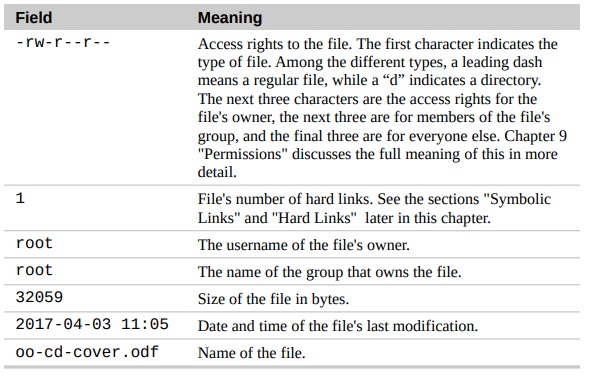 Field Meaning
-rw-r--r-- Access rights to the file. The first character indicates the
type of file. Among the different types, a leading dash
means a regular file, while a “d” indicates a directory.
The next three characters are the access rights for the
file's owner, the next three are for members of the file's
group, and the final three are for everyone else. Chapter 9
"Permissions" discusses the full meaning of this in more
detail.
1 File's number of hard links. See the sections "Symbolic
Links" and "Hard Links" later in this chapter.
root The username of the file's owner.
root The name of the group that owns the file.
32059 Size of the file in bytes.
2017-04-03 11:05 Date and time of the file's last modification.
oo-cd-cover.odf Name of the file.